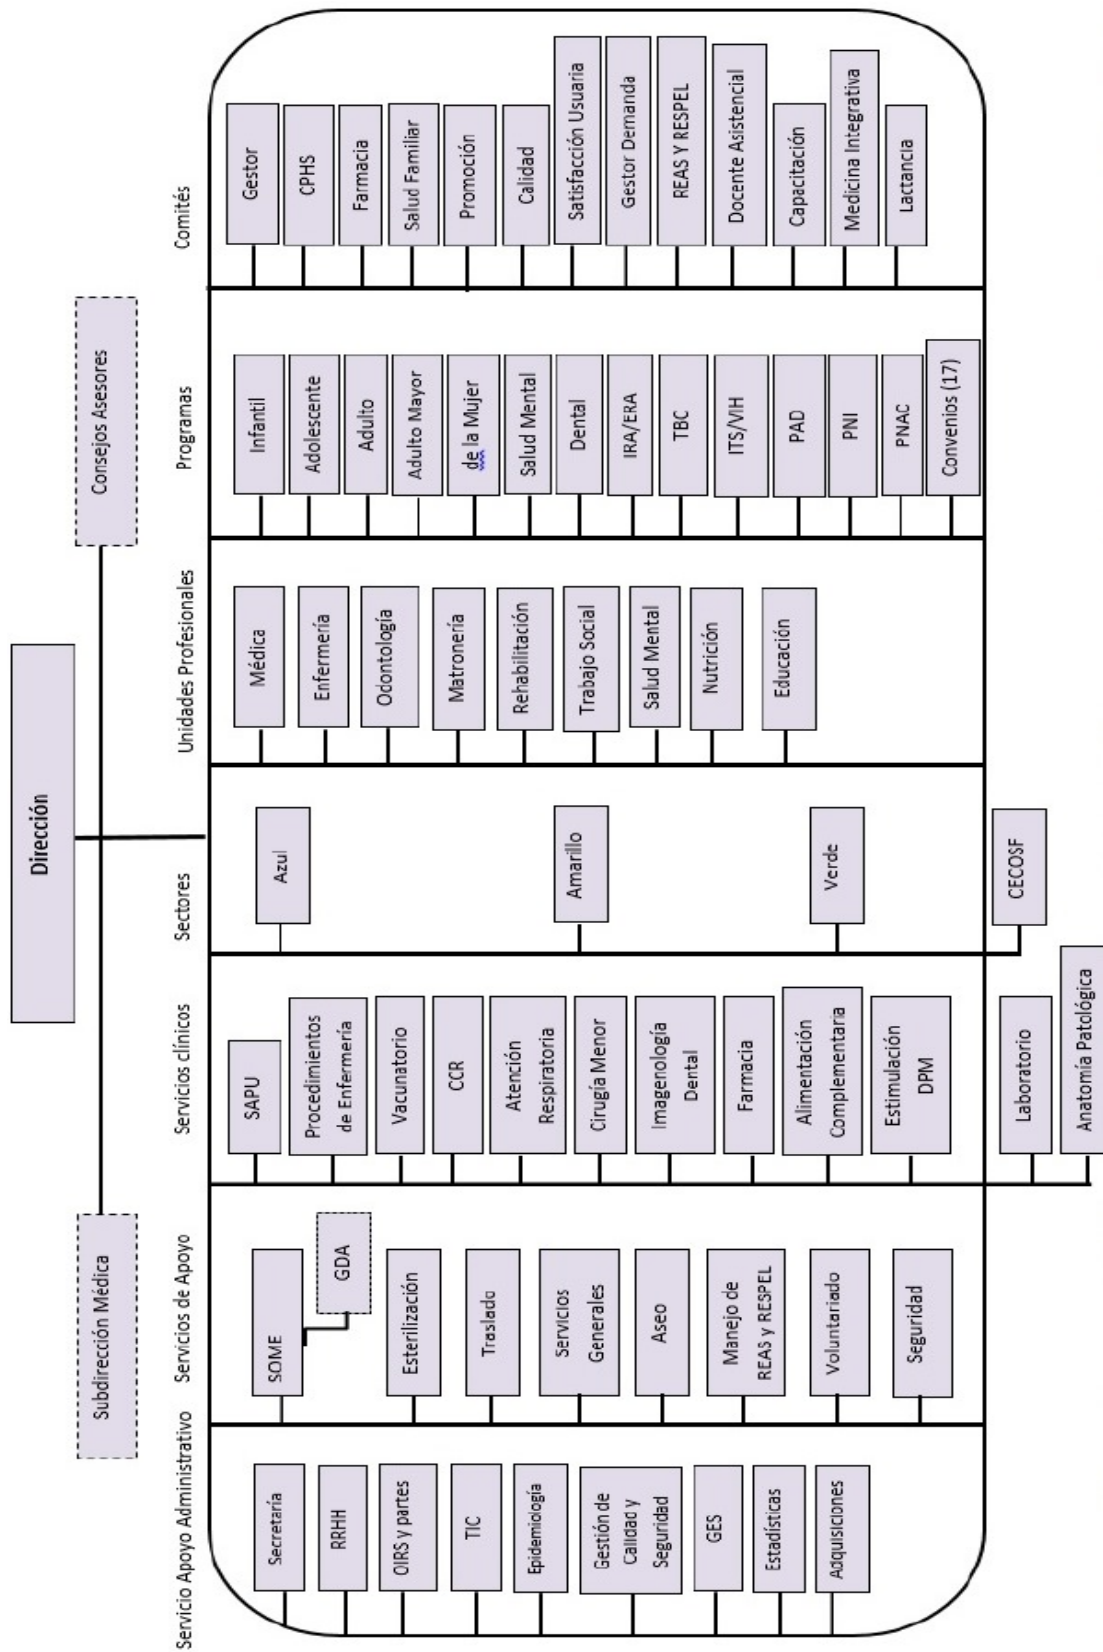 Dirección
Subdirección Médica
Consejos Asesores
Servicio Apoyo Administrativo
Secretaría
RRHH
OIRS y partes
TIC
Epidemiología
Gestión de
Calidad y
Seguridad
GES
Estadísticas
Adquisiciones
Servicios de Apoyo
SOME
GDA
Esterilización
Traslado
Servicios
Generales
Aseo
Manejo de
REAS y RESPEL
Voluntariado
Seguridad
Servicios clínicos
SAPU
Procedimientos
de Enfermería
Vacunatorio
CCR
Atención
Respiratoria
Cirugía Menor
Imagenología
Dental
Farmacia
Alimentación
Complementaria
Estimulación
DPM
Laboratorio
Anatomía Patológica
Sectores
Azul
Amarillo
Verde
CECOSF
Unidades Profesionales
Médica
Enfermería
Odontología
Matronería
Rehabilitación
Trabajo Social
Salud Mental
Nutrición
Educación
Programas
Infantil
Adolescente
Adulto
Adulto Mayor
de la Mujer
Salud Mental
Dental
IRA/ERA
TBC
ITS/VIH
PAD
PNI
PNAC
Convenios (17)
Comités
Gestor
CPHS
Farmacia
Salud Familiar
Promoción
Calidad
Satisfacción Usuaria
Gestor Demanda
REAS Y RESPEL
Docente Asistencial
Capacitación
Medicina Integrativa
Lactancia